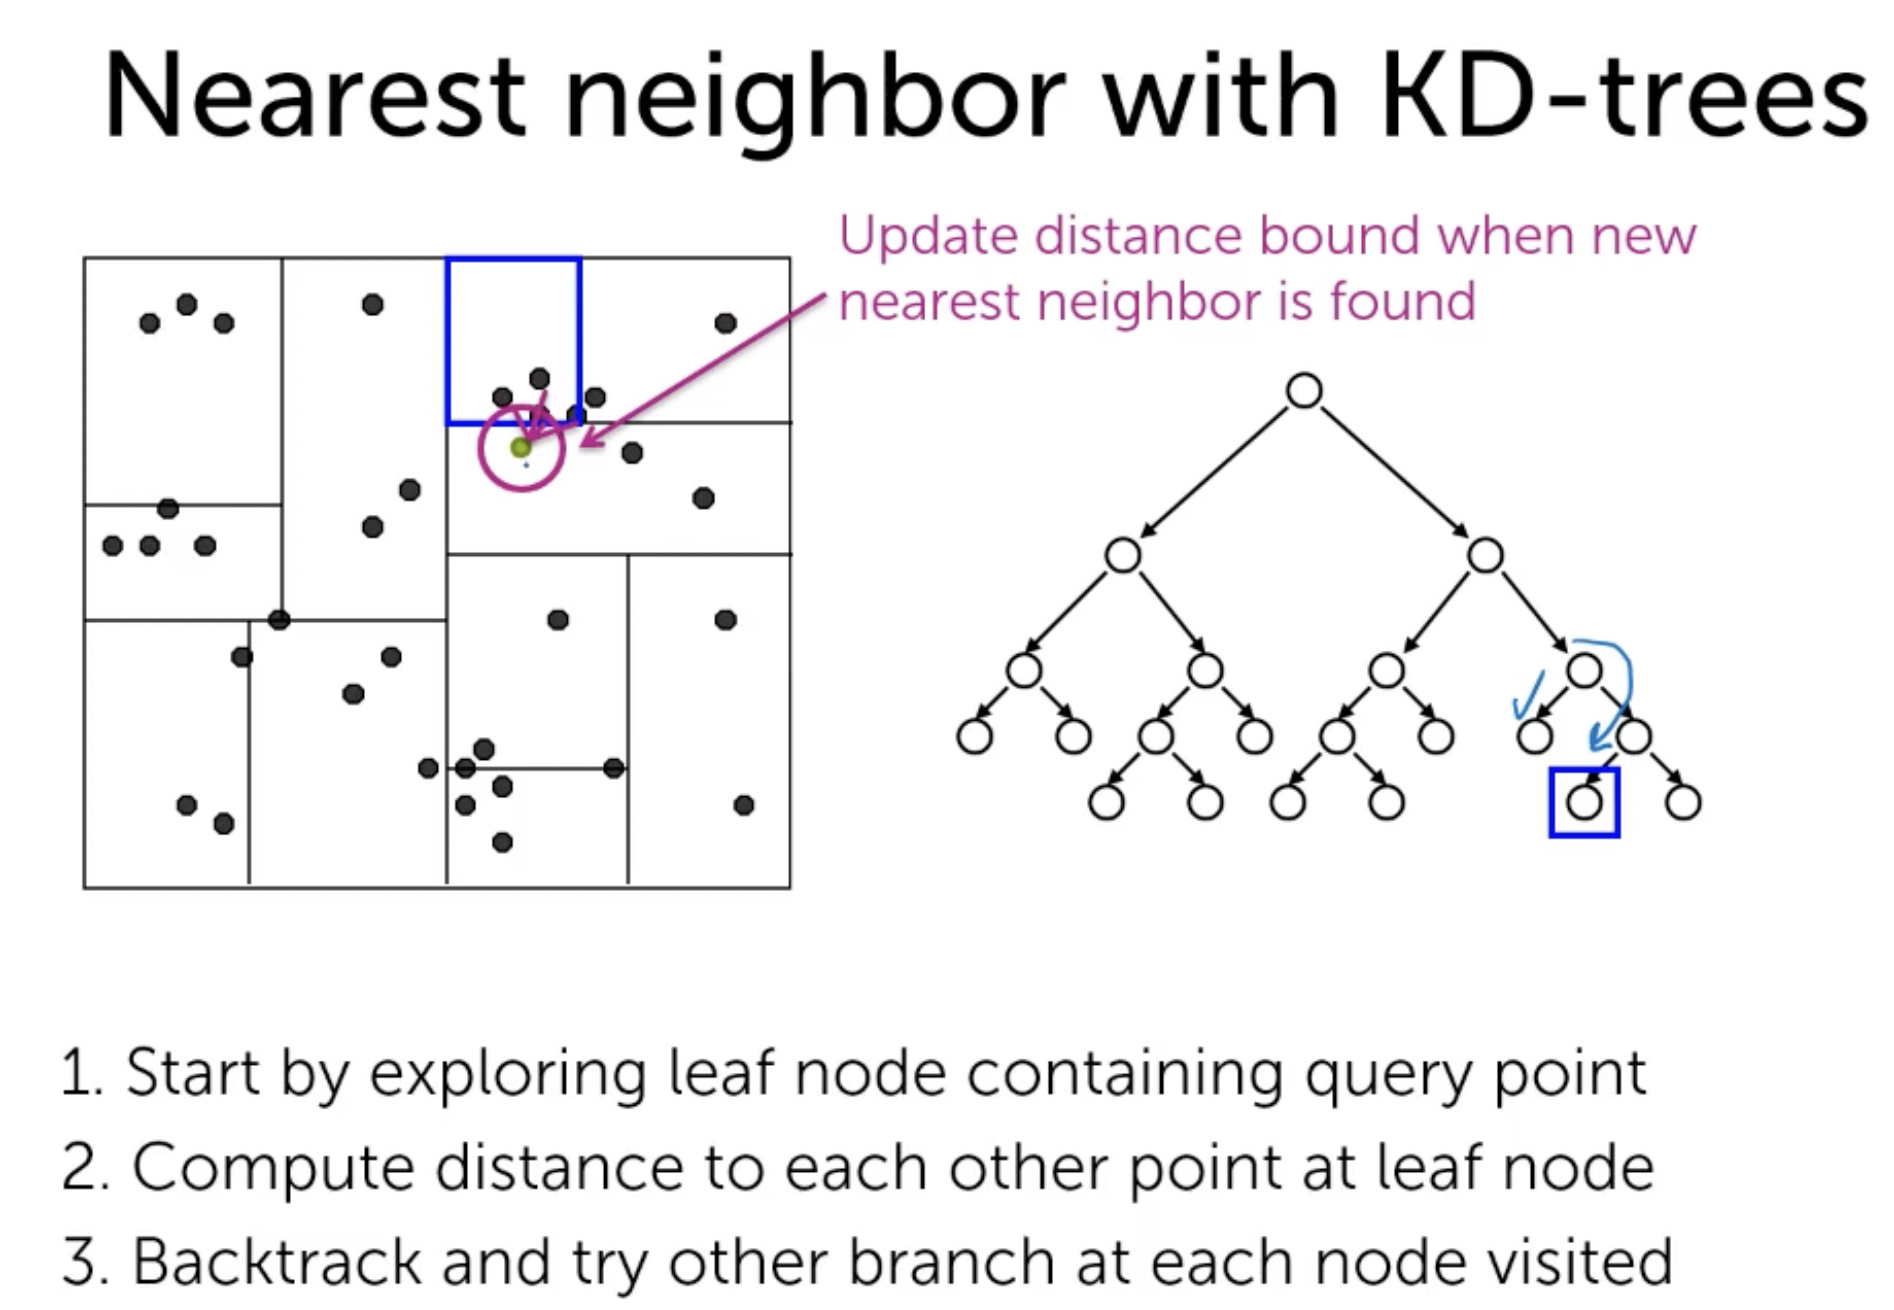 Nearest neighbor with KD-trees
Update distance bound when new
nearest neighbor is found
1. Start by exploring leaf node containing query point
2. Compute distance to each other point at leaf node
3. Backtrack and try other branch at each node visited